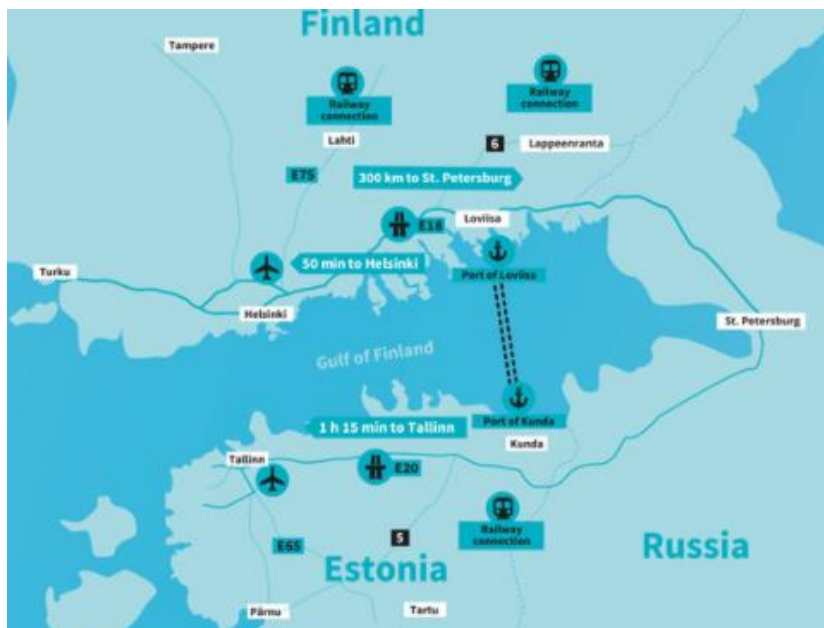 Finland
Tampere
Railway
connection
Railway
connection
Lahti
6
Lappeenranta
E75
300 km to St. Petersburg
Loviisa
E18
50 min to Helsinki
Turku
Port of Loviisa
Helsinki
St. Petersburg
Gulf of Finland
Port of Kunda
1 h 15 min to Tallinn
Kunda
Tallinn
E20
Railway
connection
5
E65
Russia
Estonia
Pärnu
Tartu